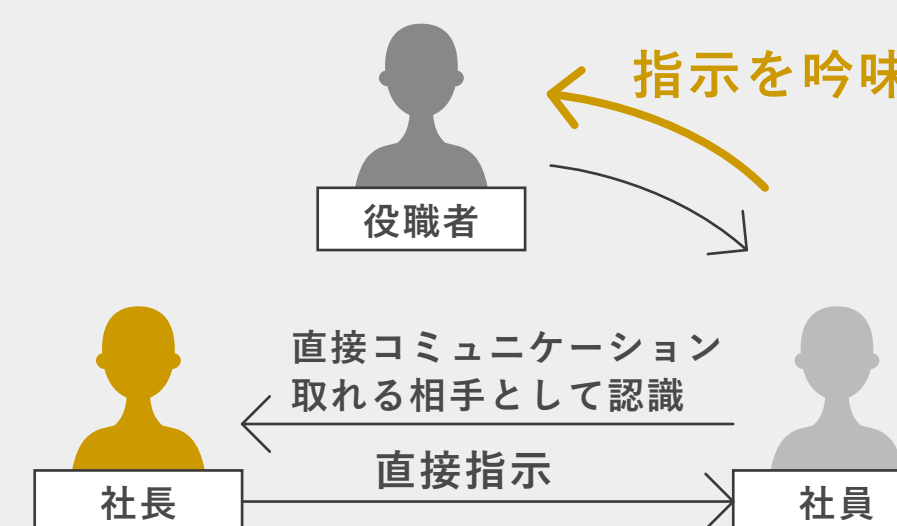 指示を吟味
役職者
直接コミュニケーション
取れる相手として認識
直接指示
社長
社員